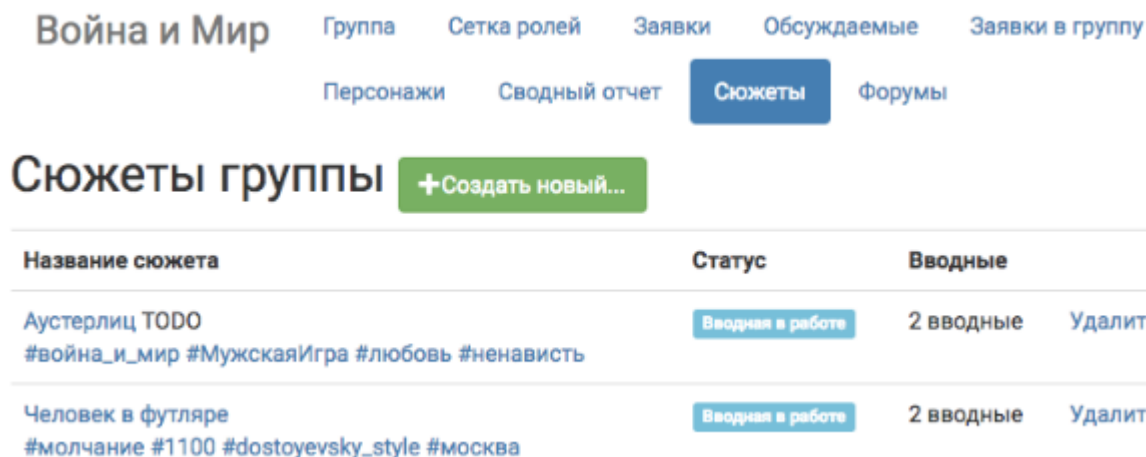 Война и Мир Группа Сетка ролей Заявки Обсуждаемые Заявки в группу
Персонажи Сводный отчет Сюжеты Форумы
Сюжеты группы +Создать новый...
Название сюжета Статус Вводные
Аустерлиц TODO Вводная в работе 2 вводные Удалит
#война_и_мир #МужскаяИгра #любовь #ненависть
Человек в футляре Вводная в работе 2 вводные Удалит
#молчание #1100 #dostoyevsky_style #москва